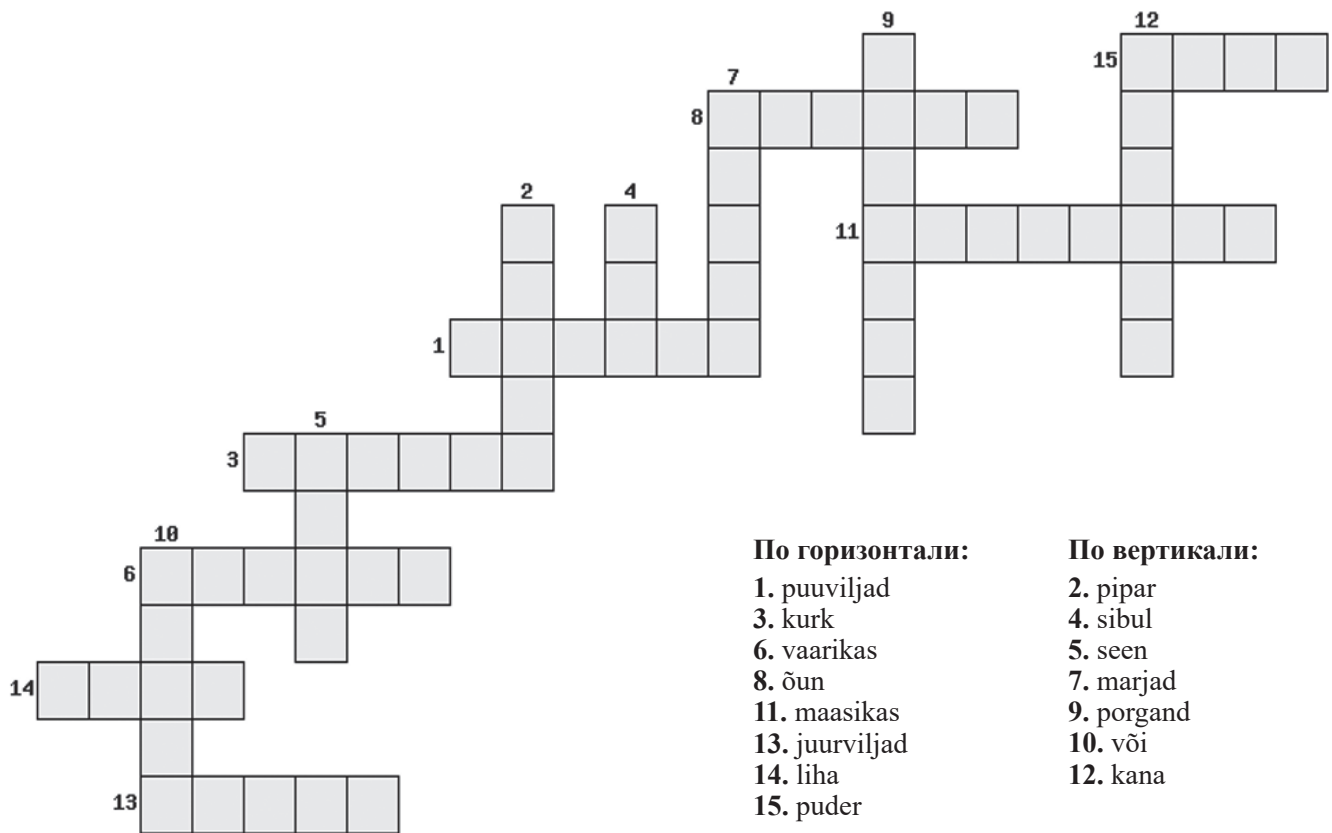 9
12
15
7
8
2
4
11
1
5
3
10
6
14
13
По горизонтали:
1. puuviljad
3. kurk
6. vaarikas
8. õun
11. maasikas
13. juurviljad
14. liha
15. puder
По вертикали:
2. pipar
4. sibul
5. seen
7. marjad
9. porgand
10. või
12. kana